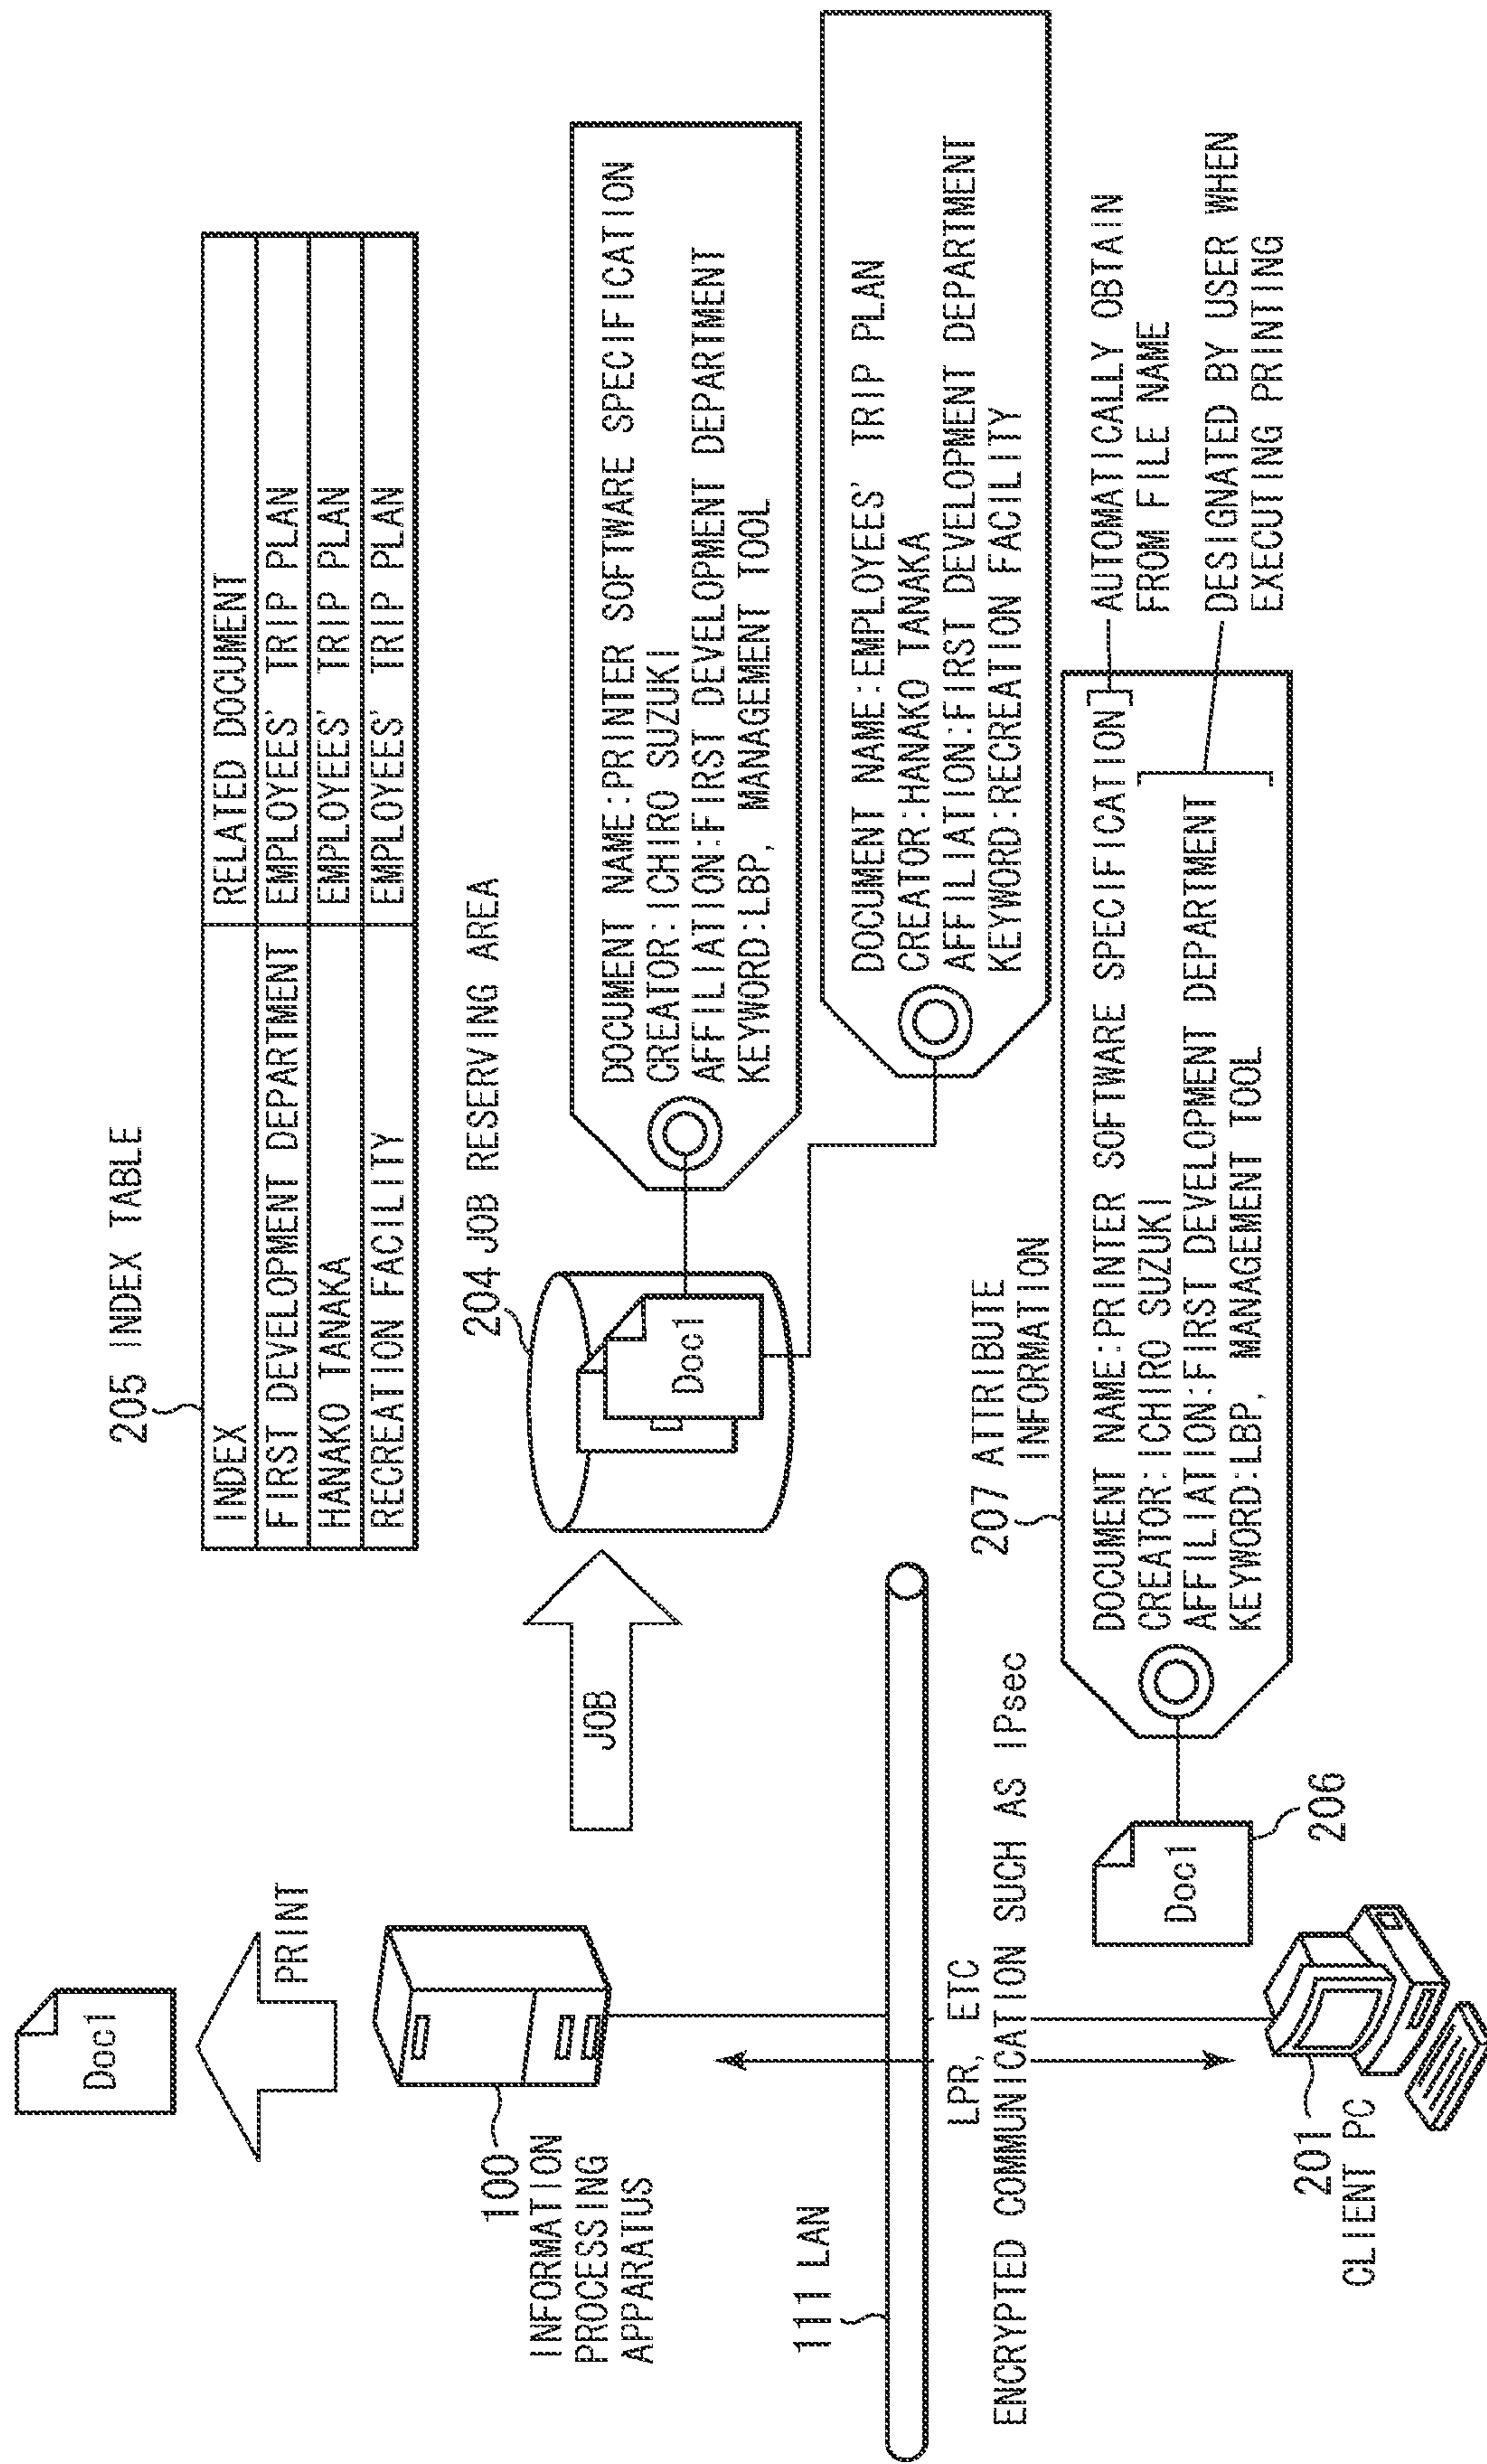 205 INDEX TABLE
INDEX RELATED DOCUMENT
FIRST DEVELOPMENT DEPARTMENT EMPLOYEES' TRIP PLAN
HANAKO TANAKA EMPLOYEES' TRIP PLAN
RECREATION FACILITY EMPLOYEES' TRIP PLAN
Doc1
PRINT
100
INFORMATION
PROCESSING
APPARATUS
JOB
204 JOB RESERVING AREA
Doc1
DOCUMENT NAME:PRINTER SOFTWARE SPECIFICATION
CREATOR:ICHIRO SUZUKI
AFFILIATION:FIRST DEVELOPMENT DEPARTMENT
KEYWORD:LBP, MANAGEMENT TOOL
DOCUMENT NAME:EMPLOYEES' TRIP PLAN
CREATOR:HANAKO TANAKA
AFFILIATION:FIRST DEVELOPMENT DEPARTMENT
KEYWORD:RECREATION FACILITY
111 LAN
LPR, ETC
ENCRYPTED COMMUNICATION SUCH AS IPsec
207 ATTRIBUTE
INFORMATION
DOCUMENT NAME:PRINTER SOFTWARE SPECIFICATION
CREATOR:ICHIRO SUZUKI
AFFILIATION:FIRST DEVELOPMENT DEPARTMENT
KEYWORD:LBP, MANAGEMENT TOOL
AUTOMATICALLY OBTAIN
FROM FILE NAME
DESIGNATED BY USER WHEN
EXECUTING PRINTING
Doc1
206
201
CLIENT PC